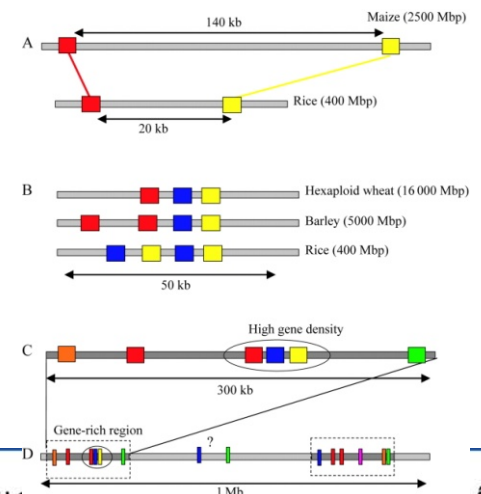 Maize (2500 Mbp)
140 kb
A
Rice (400 Mbp)
20 kb
B
Hexaploid wheat (16 000 Mbp)
Barley (5000 Mbp)
Rice (400 Mbp)
50 kb
High gene density
C
300 kb
Gene-rich region
?
D
1 Mb